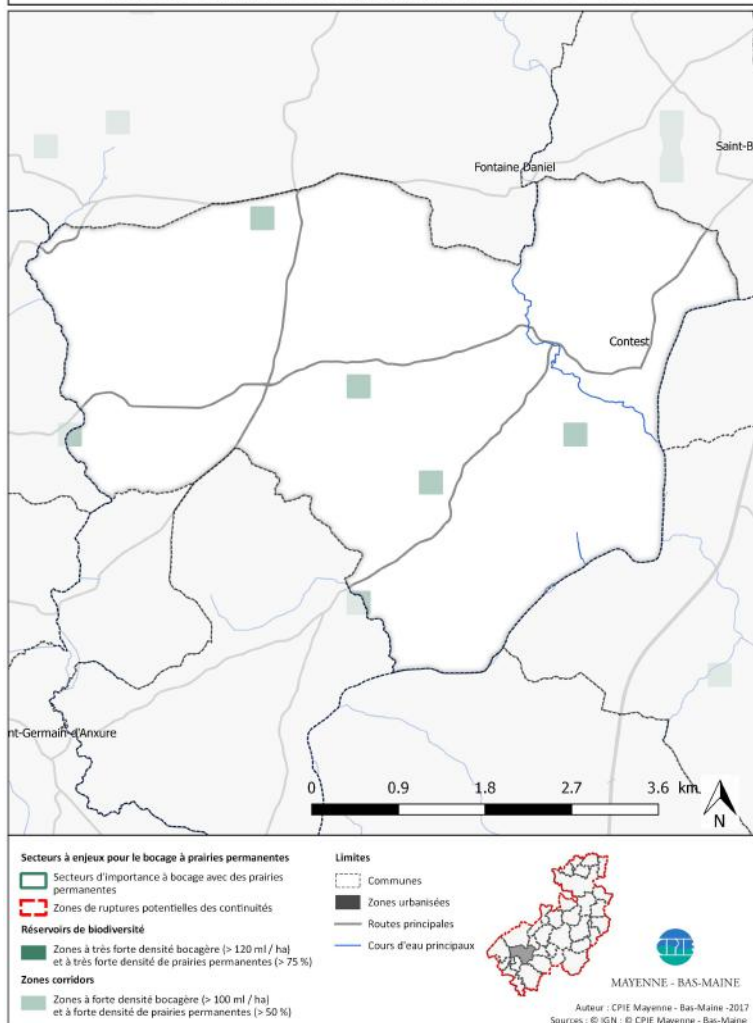 Fontaine Daniel
Saint-B
Contest
nt-Germain-d'Anxure
0 0.9 1.8 2.7 3.6 km
N
Secteurs à enjeux pour le bocage à prairies permanentes
Secteurs d'importance à bocage avec des prairies
permanentes
Zones de ruptures potentielles des continuités
Réservoirs de biodiversité
Zones à très forte densité bocagère (> 120 ml / ha)
et à très forte densité de prairies permanentes (> 75 %)
Zones corridors
Zones à forte densité bocagère (> 100 ml / ha)
et à forte densité de prairies permanentes (> 50 %)
Limites
Communes
Zones urbanisées
Routes principales
Cours d'eau principaux
CPIE
MAYENNE - BAS-MAINE
Auteur : CPIE Mayenne - Bas-Maine -2017
Sources : © IGN ; © CPIE Mayenne - Bas-Maine